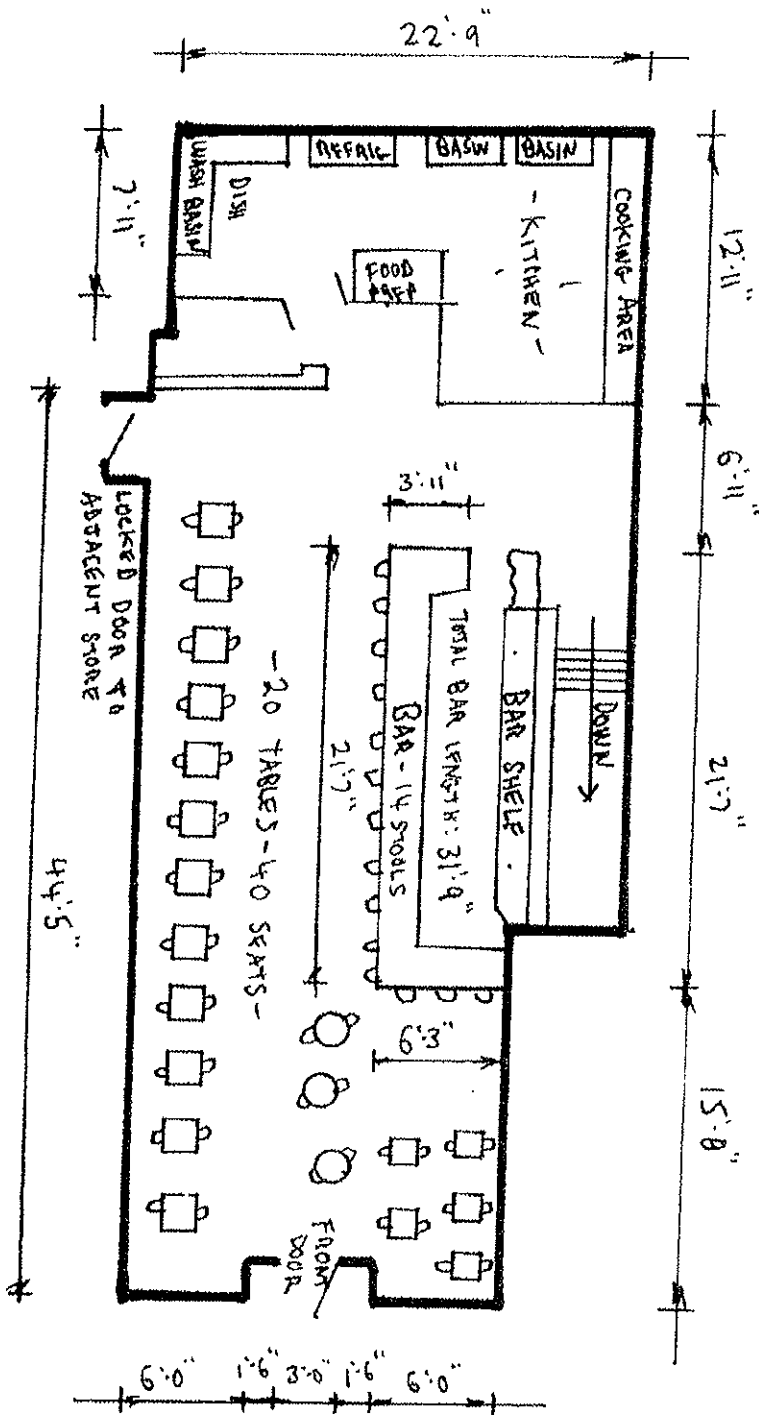 22'-9"
7'-11"
12'-11"
WASH BASIN
DISH
REFRIG
BASIN
BASIN
COOKING AREA
- KITCHEN -
FOOD
PREP
6'-11"
3'-11"
LOCKED DOOR TO
ADJACENT STORE
- 20 TABLES - 40 SEATS -
21'-7"
BAR - 14 STOOLS
TOTAL BAR LENGTH: 31'-9"
BAR SHELF
DOWN
21'-7"
44'-5"
6'-3"
15'-8"
FRONT
DOOR
6'-0"
1'-6"
3'-0"
1'-6"
6'-0"